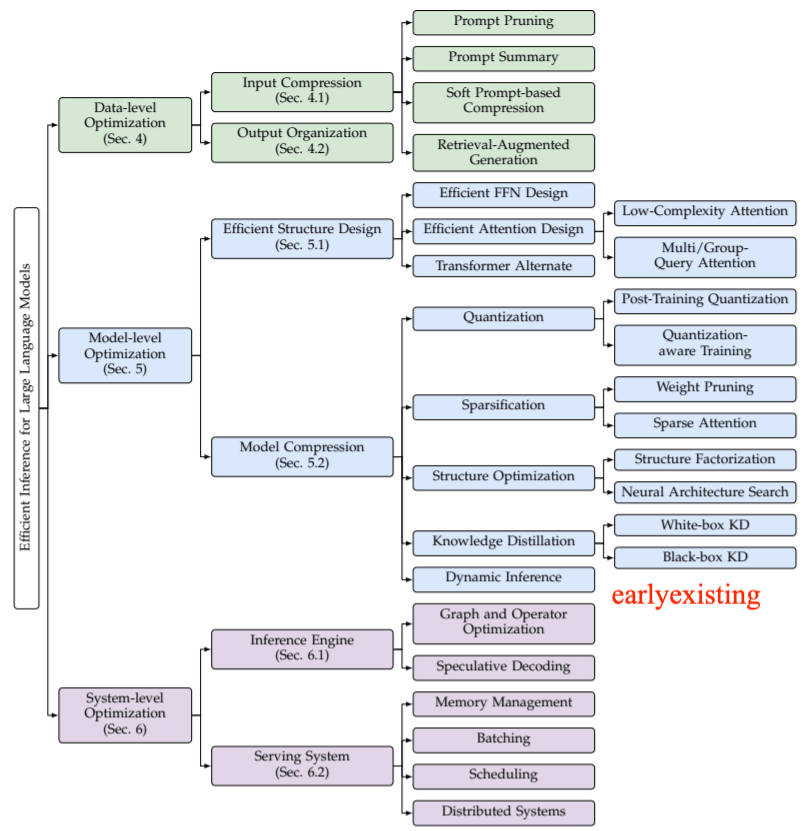 Efficient Inference for Large Language Models
Data-level
Optimization
(Sec. 4)
Input Compression
(Sec. 4.1)
Prompt Pruning
Prompt Summary
Soft Prompt-based
Compression
Retrieval-Augmented
Generation
Output Organization
(Sec. 4.2)
Model-level
Optimization
(Sec. 5)
Efficient Structure Design
(Sec. 5.1)
Efficient FFN Design
Efficient Attention Design
Low-Complexity Attention
Multi/Group-
Query Attention
Transformer Alternate
Model Compression
(Sec. 5.2)
Quantization
Post-Training Quantization
Quantization-
aware Training
Sparsification
Weight Pruning
Sparse Attention
Structure Optimization
Structure Factorization
Neural Architecture Search
Knowledge Distillation
White-box KD
Black-box KD
Dynamic Inference
earlyexisting
System-level
Optimization
(Sec. 6)
Inference Engine
(Sec. 6.1)
Graph and Operator
Optimization
Speculative Decoding
Serving System
(Sec. 6.2)
Memory Management
Batching
Scheduling
Distributed Systems